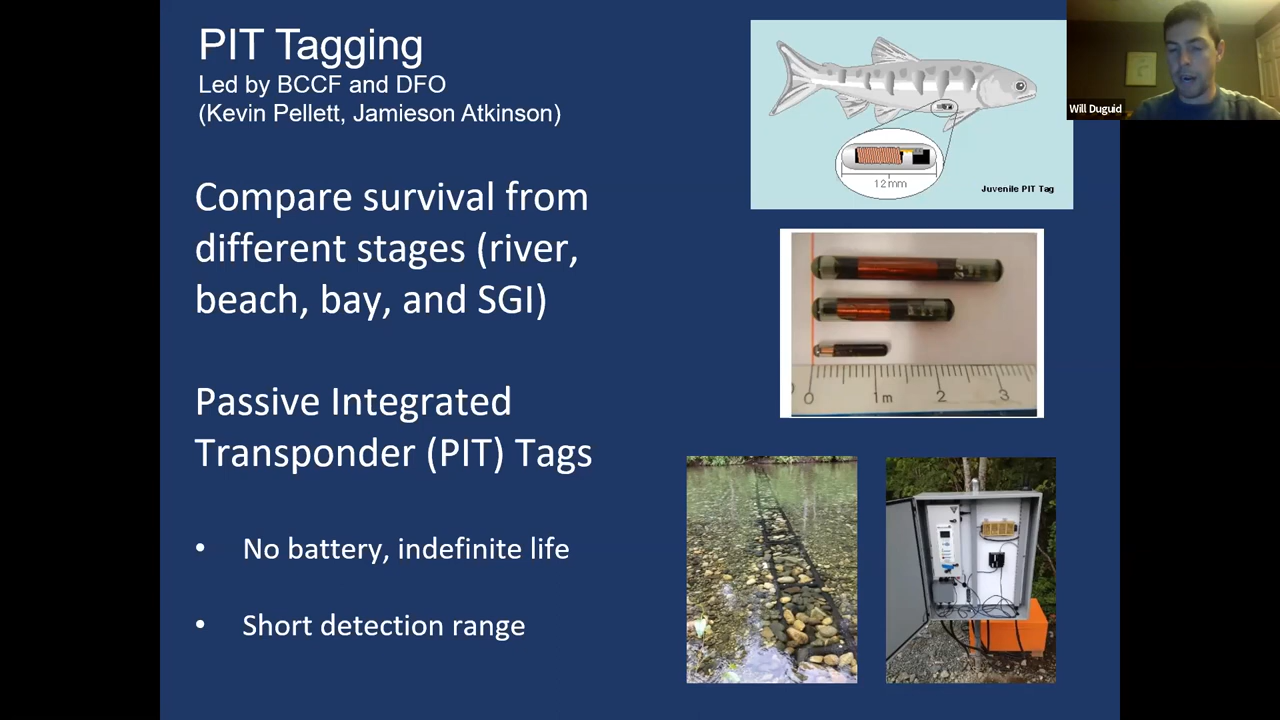 PIT Tagging
Led by BCCF and DFO
(Kevin Pellett, Jamieson Atkinson)
Compare survival from
different stages (river,
beach, bay, and SGI)
Passive Integrated
Transponder (PIT) Tags
• No battery, indefinite life
• Short detection range
12mm
Juvenile PIT Tag
0 1m 2 3
Will Duguid